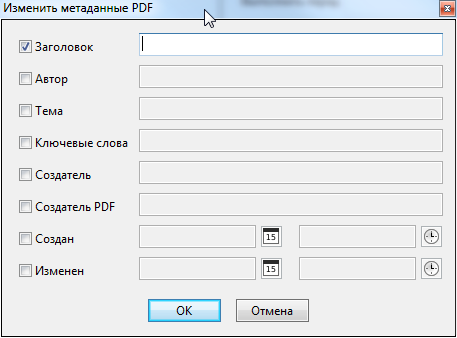 Изменить метаданные PDF
Заголовок
Автор
Тема
Ключевые слова
Создатель
Создатель PDF
Создан 15
Изменен 15
OK Отмена